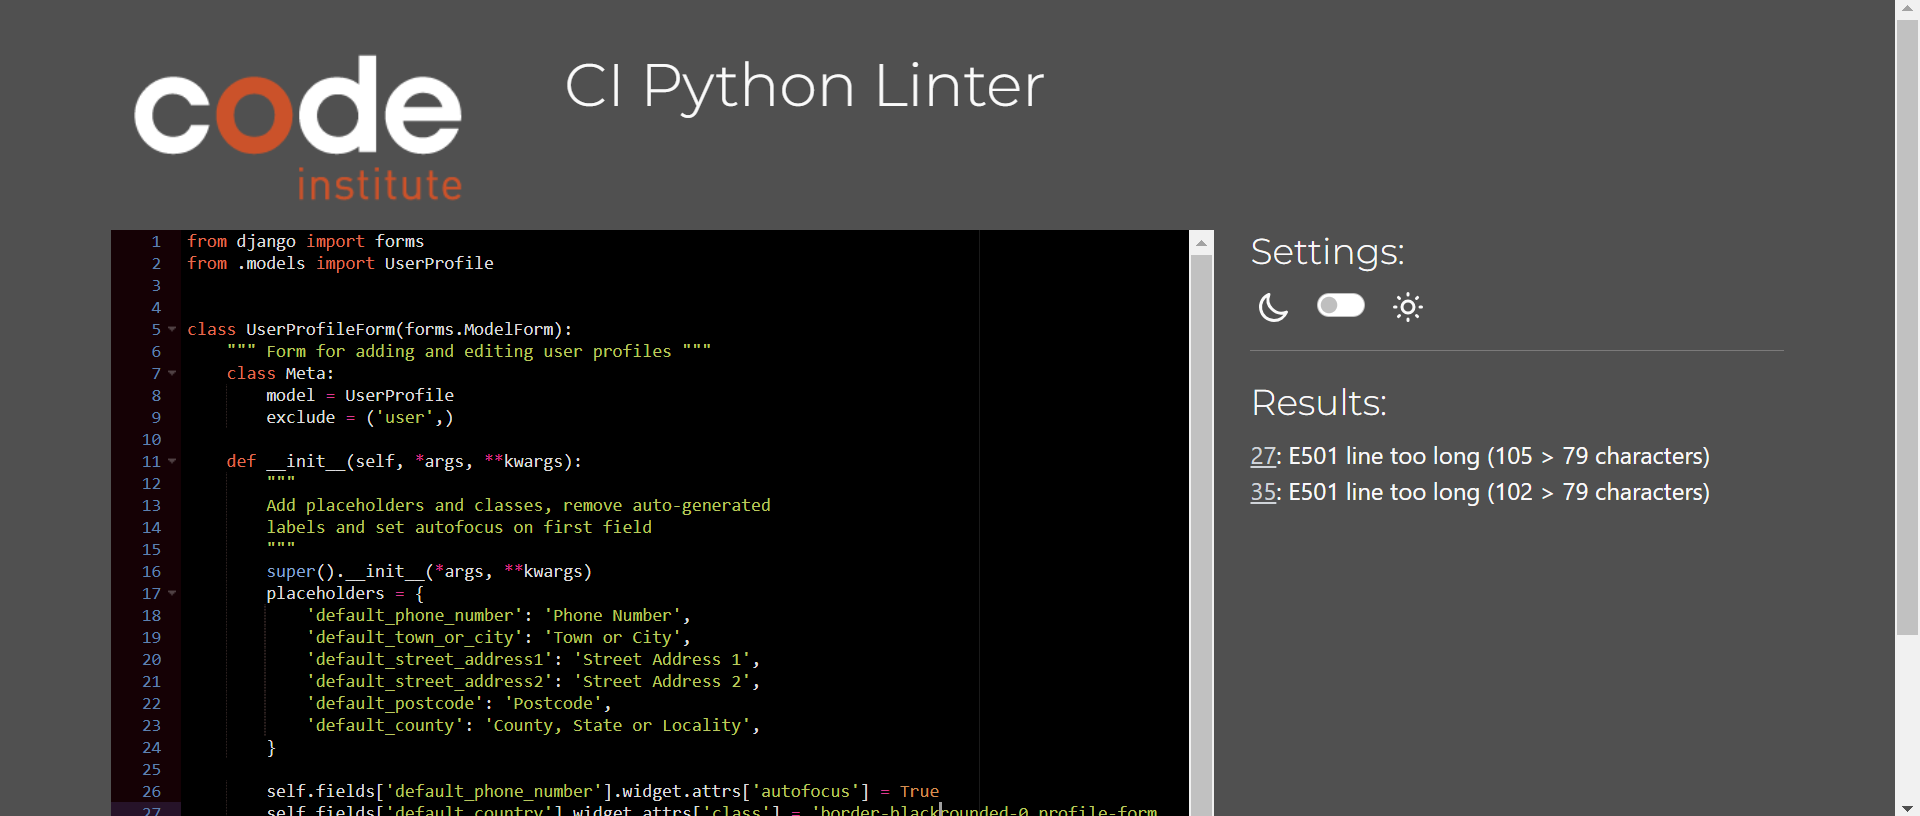 code
institute
CI Python Linter
1 from django import forms
2 from .models import UserProfile
3
4
5 class UserProfileForm(forms.ModelForm):
6 """ Form for adding and editing user profiles """
7 class Meta:
8 model = UserProfile
9 exclude = ('user',)
10
11 def __init__(self, *args, **kwargs):
12 """
13 Add placeholders and classes, remove auto-generated
14 labels and set autofocus on first field
15 """
16 super().__init__(*args, **kwargs)
17 placeholders = {
18 'default_phone_number': 'Phone Number',
19 'default_town_or_city': 'Town or City',
20 'default_street_address1': 'Street Address 1',
21 'default_street_address2': 'Street Address 2',
22 'default_postcode': 'Postcode',
23 'default_county': 'County, State or Locality',
24 }
25
26 self.fields['default_phone_number'].widget.attrs['autofocus'] = True
27 self.fields['default_country'].widget.attrs['class'] = 'border-black rounded-0 profile-form
Settings:
Results:
27: E501 line too long (105 > 79 characters)
35: E501 line too long (102 > 79 characters)